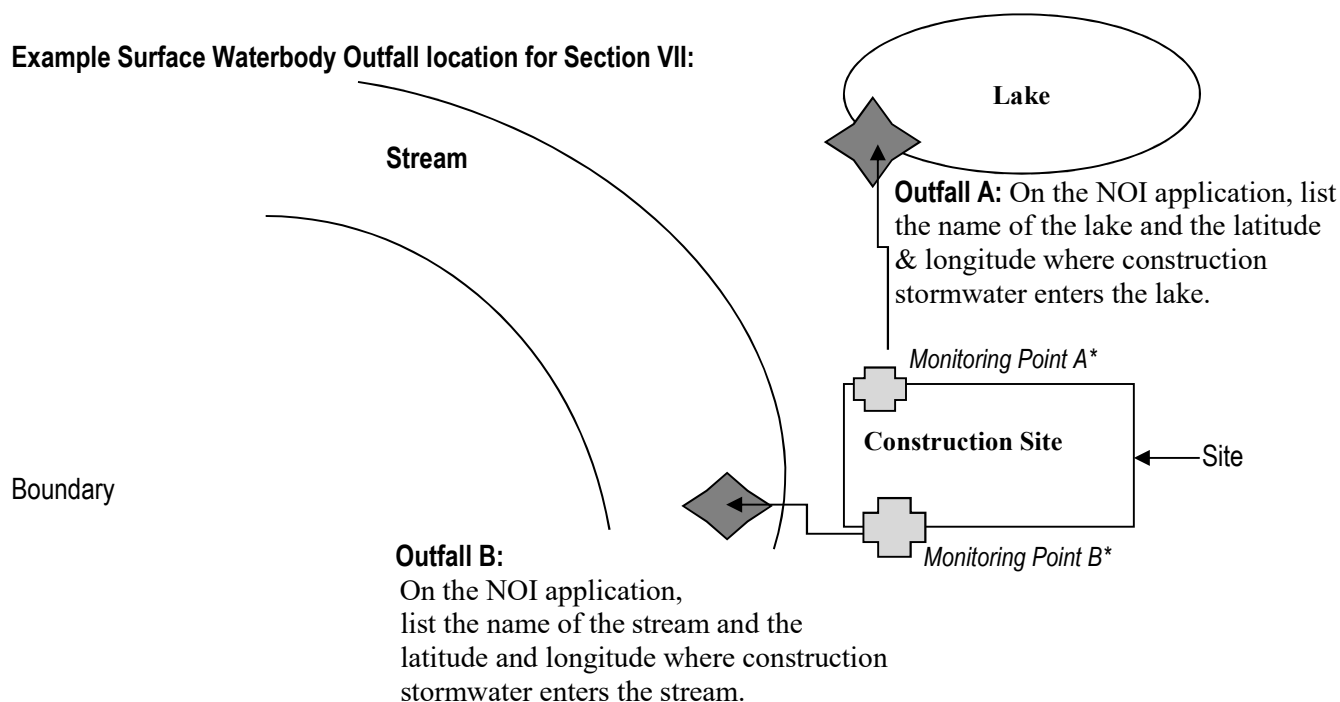 Example Surface Waterbody Outfall location for Section VII:
Lake
Stream
Outfall A: On the NOI application, list
the name of the lake and the latitude
& longitude where construction
stormwater enters the lake.
Monitoring Point A*
Construction Site
Site
Boundary
Monitoring Point B*
Outfall B:
On the NOI application,
list the name of the stream and the
latitude and longitude where construction
stormwater enters the stream.